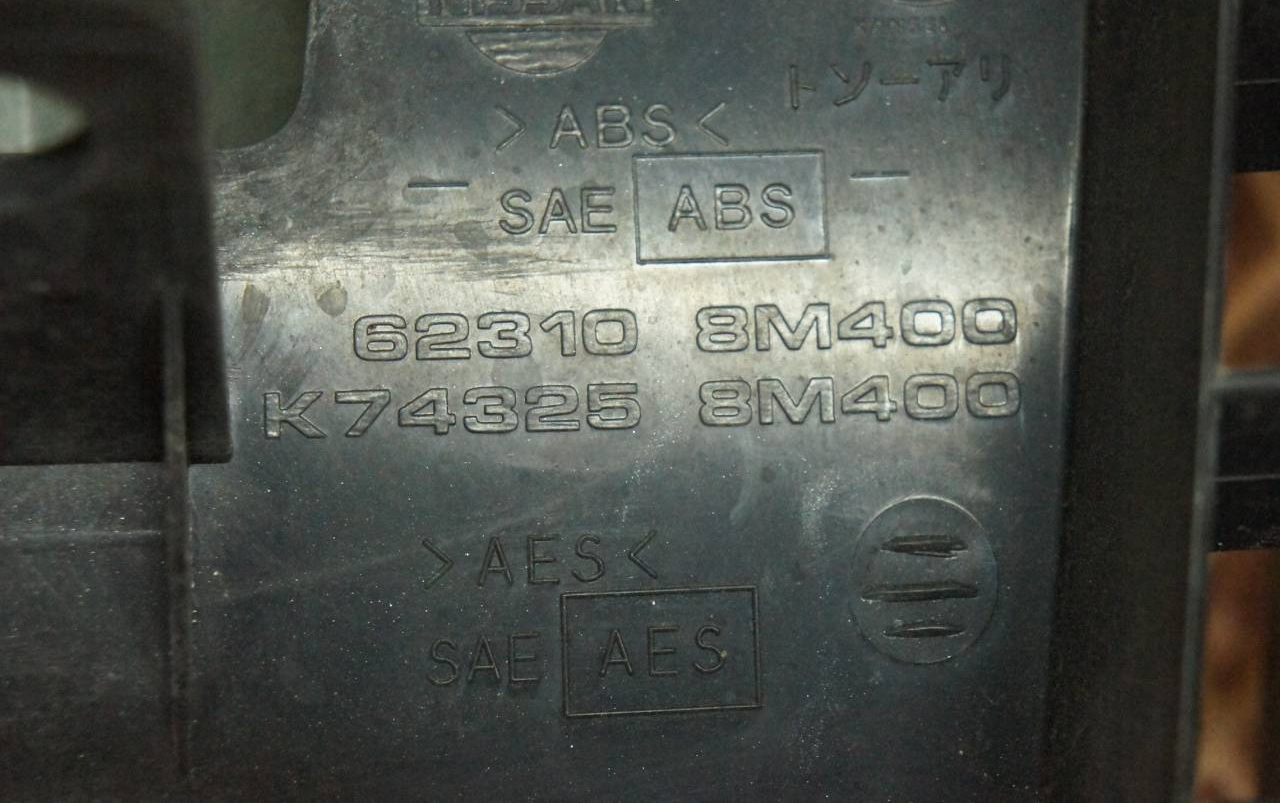 NISSAN
トソーアリ
>ABS<
SAE ABS
62310 8M400
K74325 8M400
>AES<
SAE AES